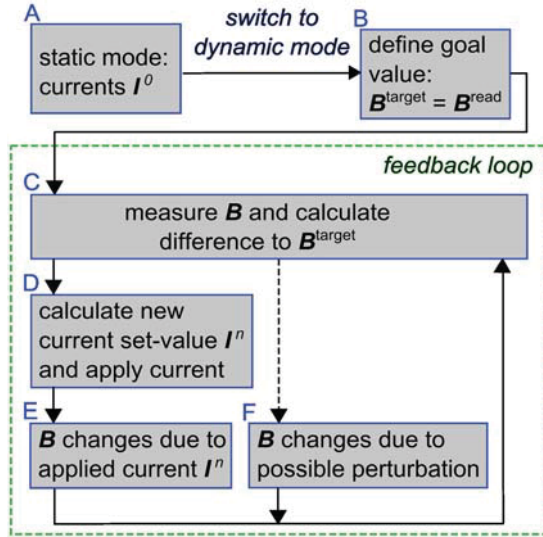 A
static mode:
currents I⁰
switch to
dynamic mode
B
define goal
value:
Bᵗᵃʳᵍᵉᵗ = Bʳᵉᵃᵈ
feedback loop
C
measure B and calculate
difference to Bᵗᵃʳᵍᵉᵗ
D
calculate new
current set-value Iⁿ
and apply current
E
B changes due to
applied current Iⁿ
F
B changes due to
possible perturbation